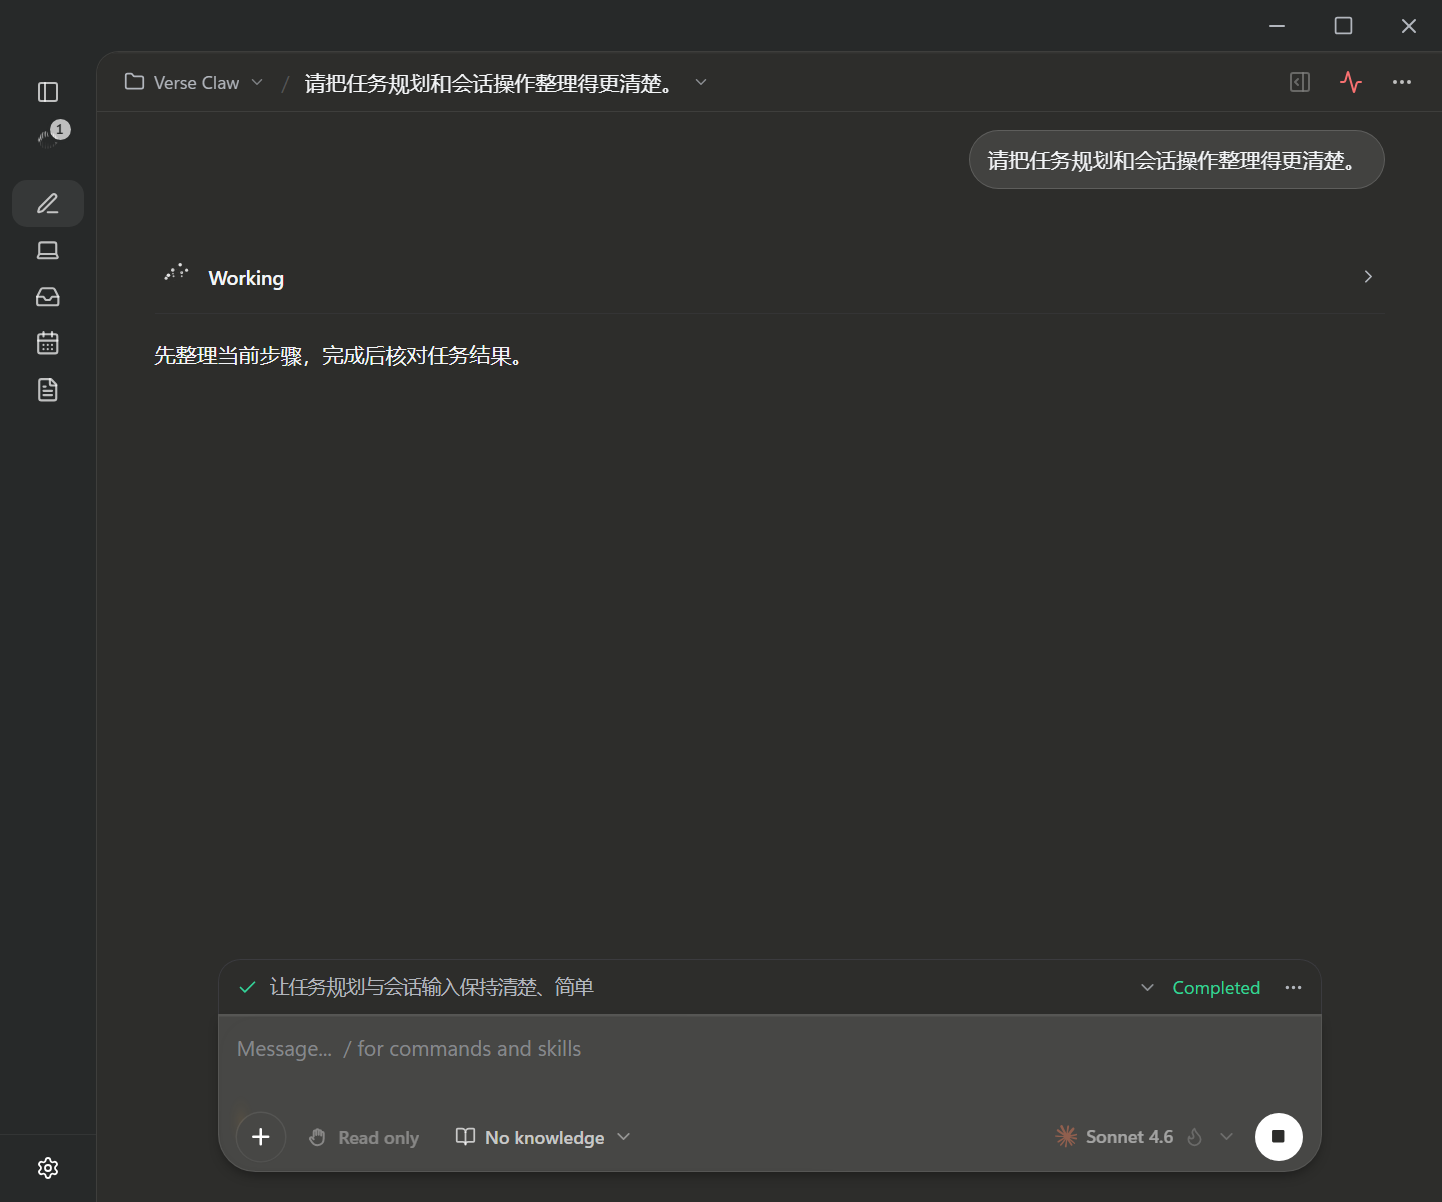 Verse Claw / 请把任务规划和会话操作整理得更清楚。
1
请把任务规划和会话操作整理得更清楚。
Working
先整理当前步骤，完成后核对任务结果。
让任务规划与会话输入保持清楚、简单 Completed
Message... / for commands and skills
Read only No knowledge Sonnet 4.6